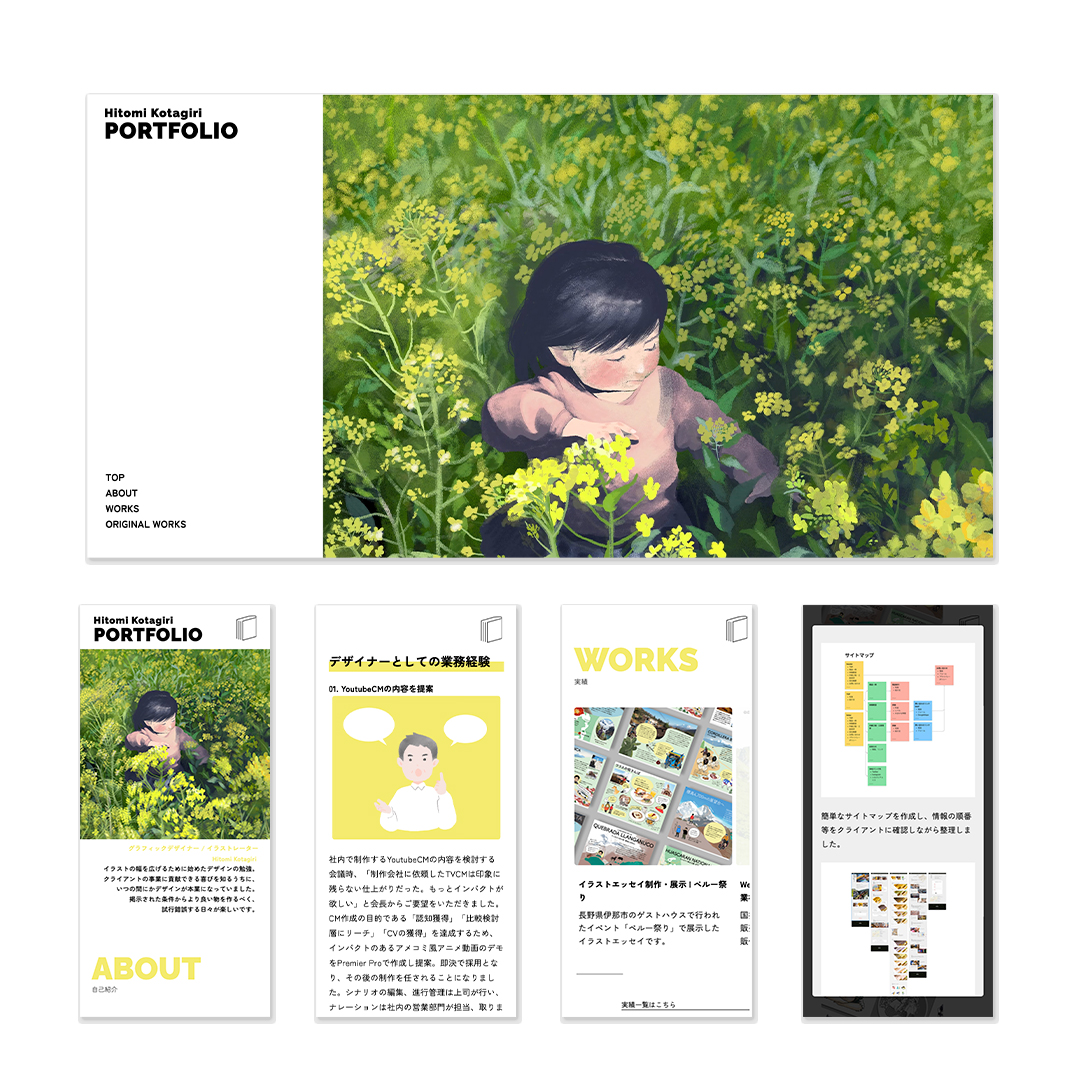 Hitomi Kotagiri
PORTFOLIO
TOP
ABOUT
WORKS
ORIGINAL WORKS
Hitomi Kotagiri
PORTFOLIO
グラフィックデザイナー / イラストレーター
Hitomi Kotagiri
イラストの幅を広げるために始めたデザインの勉強。
クライアントの事業に貢献できる喜びを知るうちに、
いつの間にかデザインが本業になっていました。
掲示された条件からより良い物を作るべく、
試行錯誤する日々が楽しいです。
ABOUT
自己紹介
デザイナーとしての業務経験
01. YoutubeCMの内容を提案
社内で制作するYoutubeCMの内容を検討する
会議時、「制作会社に依頼したTVCMは印象に
残らない仕上がりだった。もっとインパクトが
欲しい」と会長からご要望をいただきました。
CM作成の目的である「認知獲得」「比較検討
層にリーチ」「CVの獲得」を達成するため、
インパクトのあるアメコミ風アニメ動画のデモ
をPremier Proで作成し提案。即決で採用とな
り、その後の制作を任されることになりまし
た。シナリオの編集、進行管理は上司が行い、
ナレーションは社内の営業部門が担当、取りま
WORKS
実績
QUEBRADA LLANGANUCO
HUASCARAN NATIONAL
イラストエッセイ制作・展示 | ペルー祭
り
長野県伊那市のゲストハウスで行われ
たイベント「ペルー祭り」で展示した
イラストエッセイです。
We
業
国
販
販
実績一覧はこちら
サイトマップ
簡単なサイトマップを作成し、情報の順番
等をクライアントに確認しながら整理しま
した。